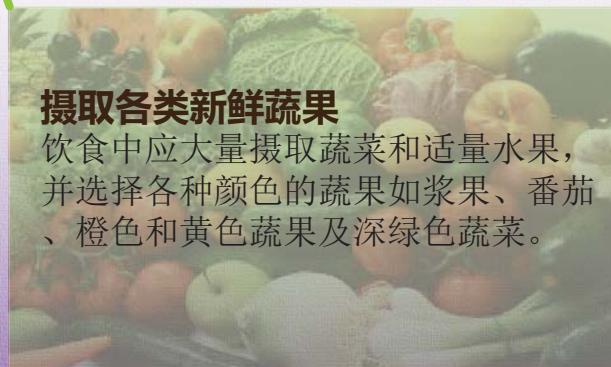 摄取各类新鲜蔬果
饮食中应大量摄取蔬菜和适量水果，
并选择各种颜色的蔬果如浆果、番茄
、橙色和黄色蔬果及深绿色蔬菜。